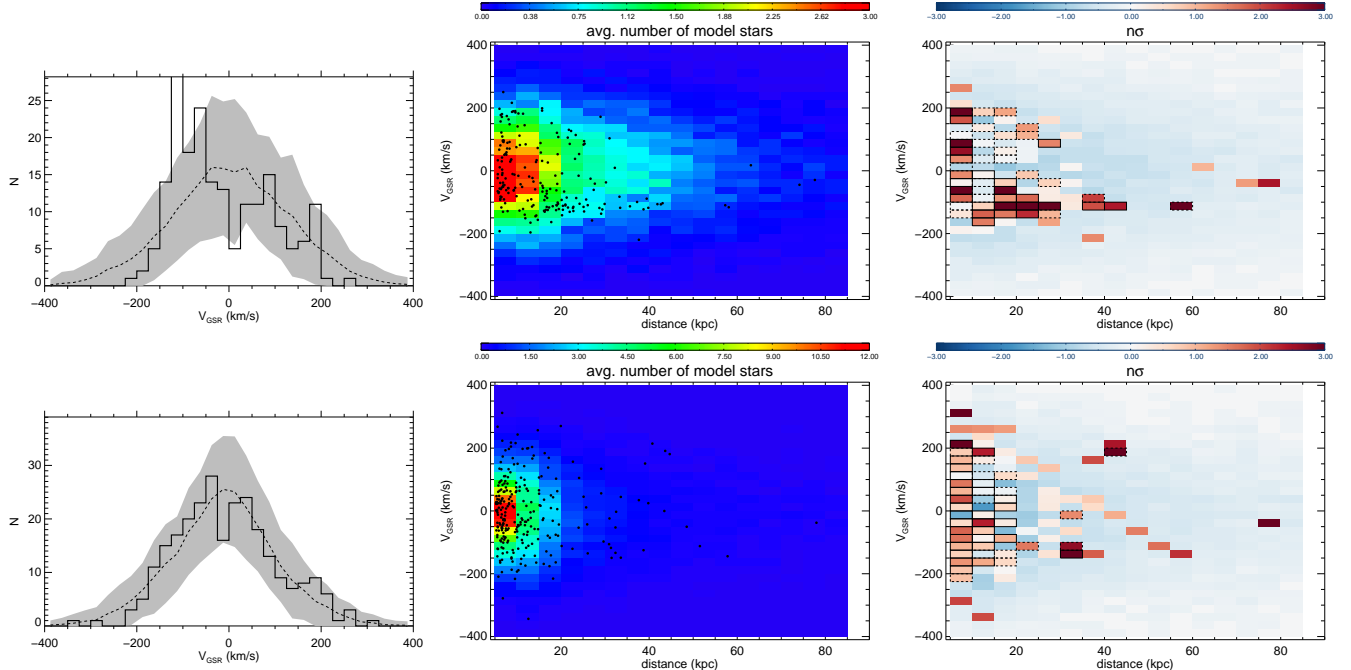 0.00 0.38 0.75 1.12 1.50 1.88 2.25 2.63 3.00
avg. number of model stars
−3.00 −2.00 −1.00 0.00 1.00 2.00 3.00
nσ
N
25
20
15
10
5
0
−400 −200 0 200 400
V_GSR (km/s)
V_GSR (km/s)
400
200
0
−200
−400
20 40 60 80
distance (kpc)
V_GSR (km/s)
400
200
0
−200
−400
20 40 60 80
distance (kpc)
0.00 1.50 3.00 4.50 6.00 7.50 9.00 10.50 12.00
avg. number of model stars
−3.00 −2.00 −1.00 0.00 1.00 2.00 3.00
nσ
N
30
20
10
0
−400 −200 0 200 400
V_GSR (km/s)
V_GSR (km/s)
400
200
0
−200
−400
20 40 60 80
distance (kpc)
V_GSR (km/s)
400
200
0
−200
−400
20 40 60 80
distance (kpc)